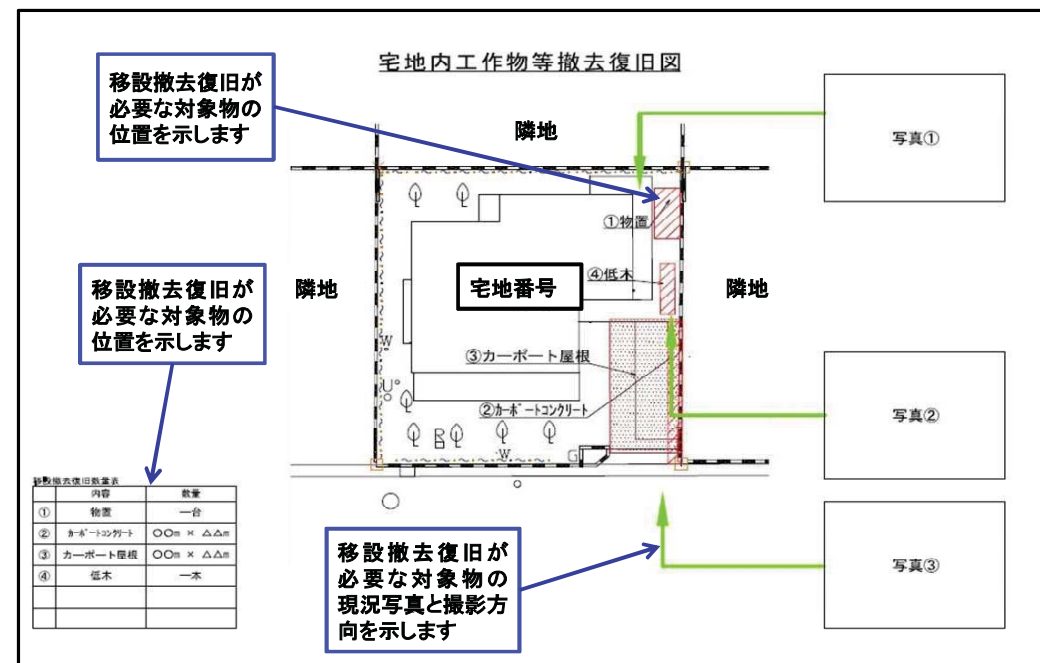 宅地内工作物等撤去復旧図
移設撤去復旧が
必要な対象物の
位置を示します
隣地
写真①
①物置
④低木
隣地
宅地番号
隣地
移設撤去復旧が
必要な対象物の
位置を示します
W
③カーポート屋根
②カーポートコンクリート
写真②
W
G
移設撤去復旧数量表
内容 数量
① 物置 一台
② カーポートコンクリート 〇〇m × △△m
③ カーポート屋根 〇〇m × △△m
④ 低木 一本
移設撤去復旧が
必要な対象物の
現況写真と撮影方
向を示します
写真③